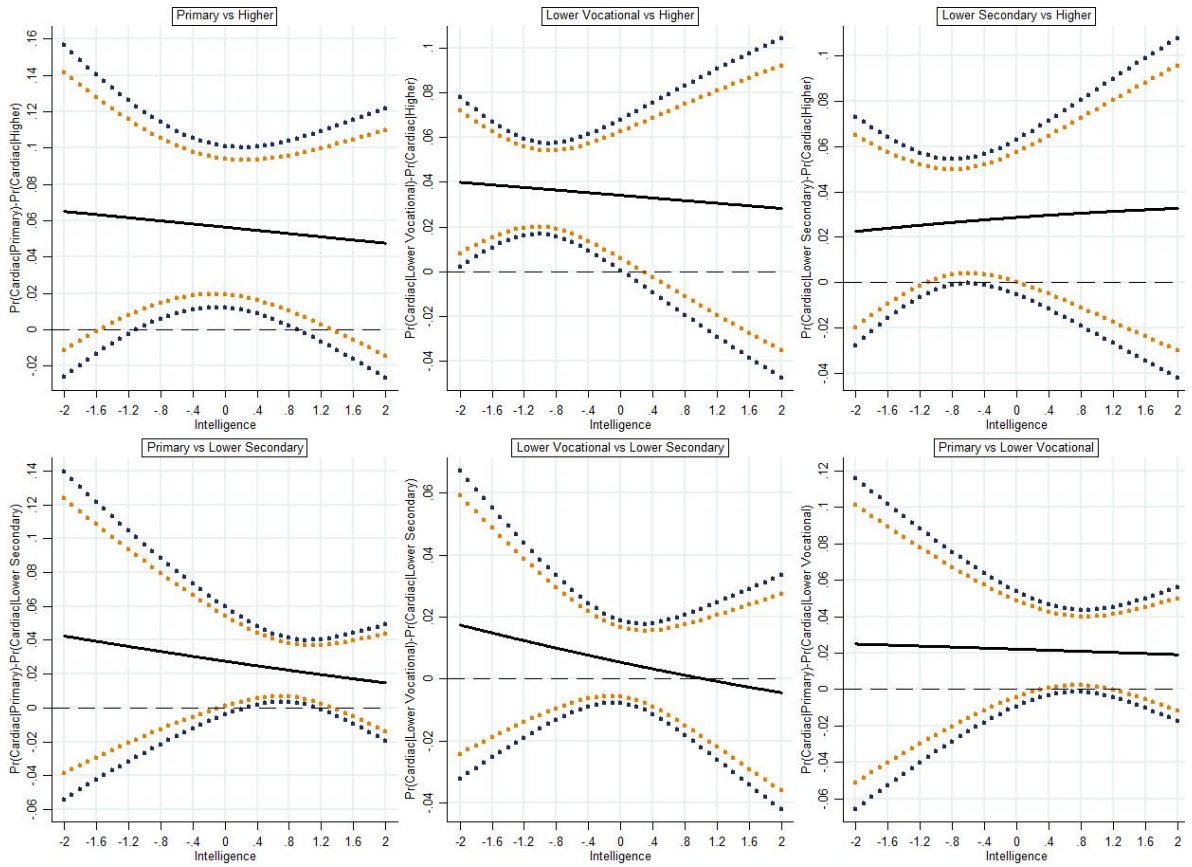 Primary vs Higher
Pr(Cardiac|Primary)-Pr(Cardiac|Higher)
.16
.14
.12
.1
.08
.06
.04
.02
0
-.02
-2 -1.6 -1.2 -.8 -.4 0 .4 .8 1.2 1.6 2
Intelligence
Lower Vocational vs Higher
Pr(Cardiac|Lower Vocational)-Pr(Cardiac|Higher)
.1
.08
.06
.04
.02
0
-.02
-.04
-2 -1.6 -1.2 -.8 -.4 0 .4 .8 1.2 1.6 2
Intelligence
Lower Secondary vs Higher
Pr(Cardiac|Lower Secondary)-Pr(Cardiac|Higher)
.1
.08
.06
.04
.02
0
-.02
-.04
-2 -1.6 -1.2 -.8 -.4 0 .4 .8 1.2 1.6 2
Intelligence
Primary vs Lower Secondary
Pr(Cardiac|Primary)-Pr(Cardiac|Lower Secondary)
.14
.12
.1
.08
.06
.04
.02
0
-.02
-.04
-.06
-2 -1.6 -1.2 -.8 -.4 0 .4 .8 1.2 1.6 2
Intelligence
Lower Vocational vs Lower Secondary
Pr(Cardiac|Lower Vocational)-Pr(Cardiac|Lower Secondary)
.06
.04
.02
0
-.02
-.04
-2 -1.6 -1.2 -.8 -.4 0 .4 .8 1.2 1.6 2
Intelligence
Primary vs Lower Vocational
Pr(Cardiac|Primary)-Pr(Cardiac|Lower Vocational)
.12
.1
.08
.06
.04
.02
0
-.02
-.04
-.06
-2 -1.6 -1.2 -.8 -.4 0 .4 .8 1.2 1.6 2
Intelligence